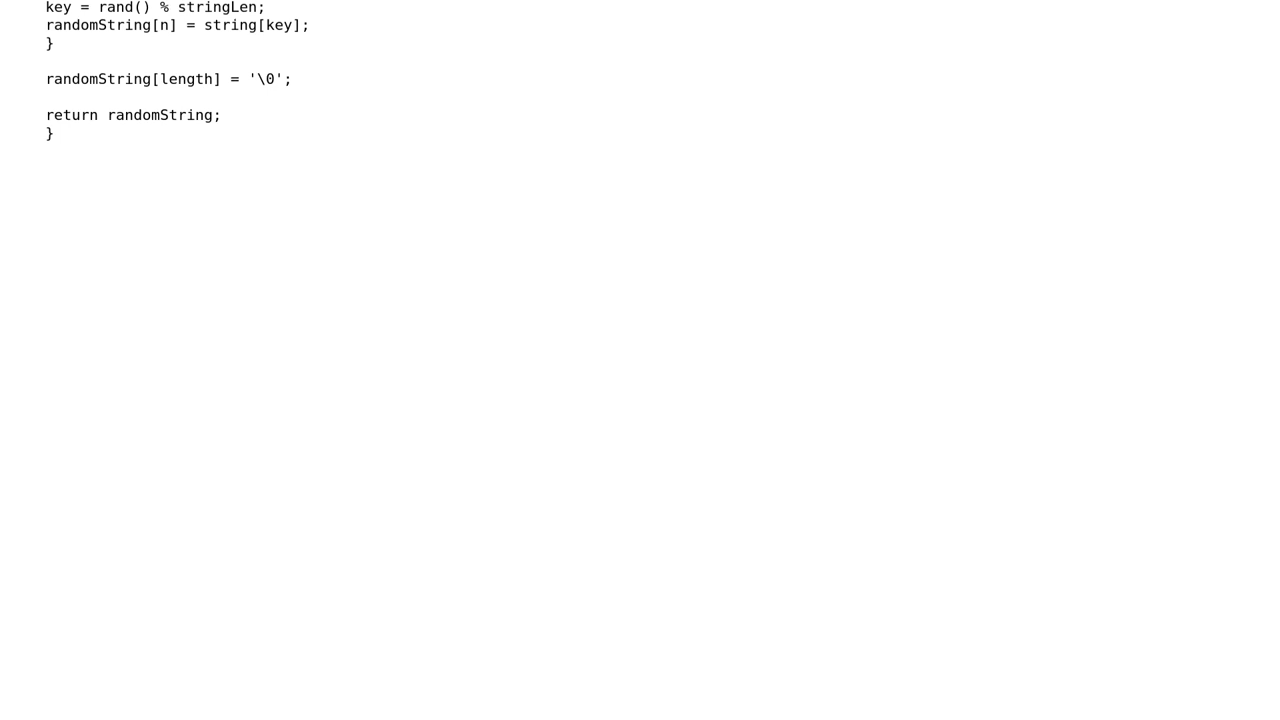 key = rand() % stringLen;
randomString[n] = string[key];
}
randomString[length] = '\0';
return randomString;
}